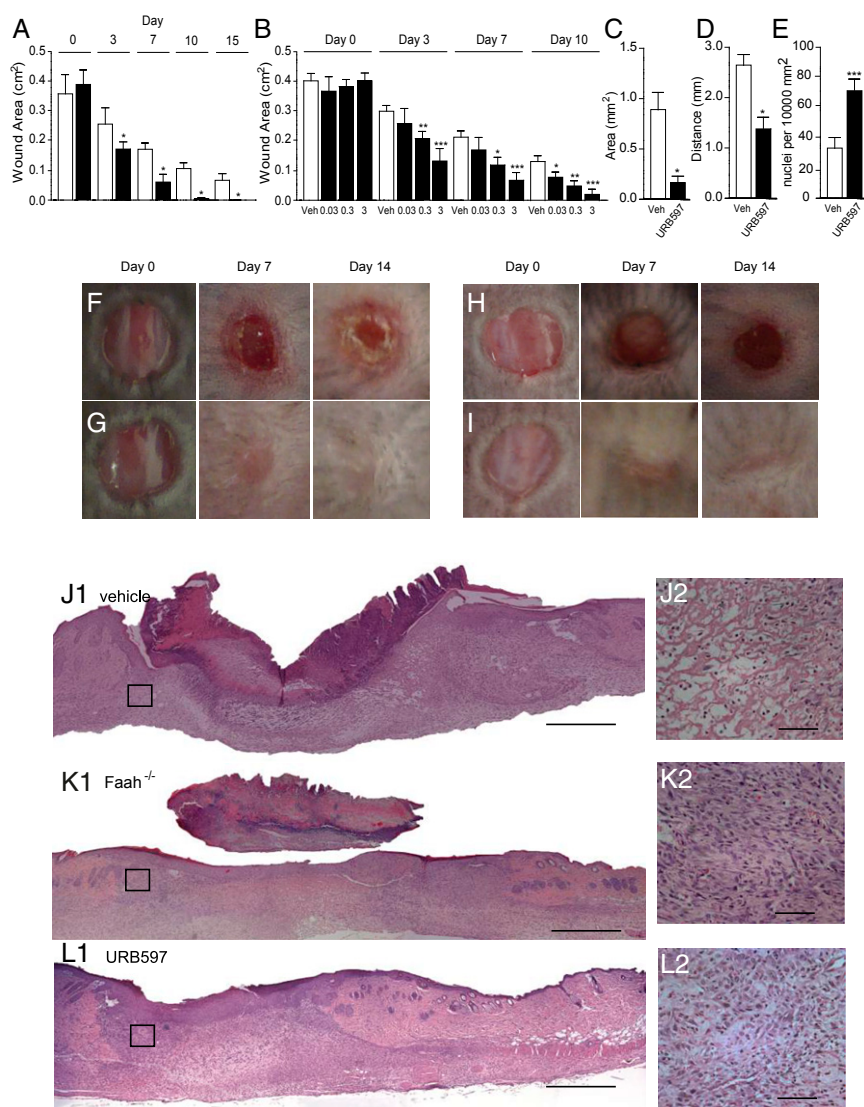 A
Day
0 3 7 10 15
Wound Area (cm²)
0.5
0.4
0.3
0.2
0.1
0
* * * *
B
Day 0 Day 3 Day 7 Day 10
Wound Area (cm²)
0.5
0.4
0.3
0.2
0.1
0
** *** * *** * ** ***
Veh 0.03 0.3 3 Veh 0.03 0.3 3 Veh 0.03 0.3 3 Veh 0.03 0.3 3
C
Area (mm²)
1.5
1.0
0.5
0
*
Veh
URB597
D
Distance (mm)
3.0
2.0
1.0
0
*
Veh
URB597
E
nuclei per 10000 mm²
100
80
60
40
20
0
***
Veh
URB597
Day 0 Day 7 Day 14 Day 0 Day 7 Day 14
F
H
G
I
J1 vehicle
J2
K1 Faah⁻/⁻
K2
L1 URB597
L2